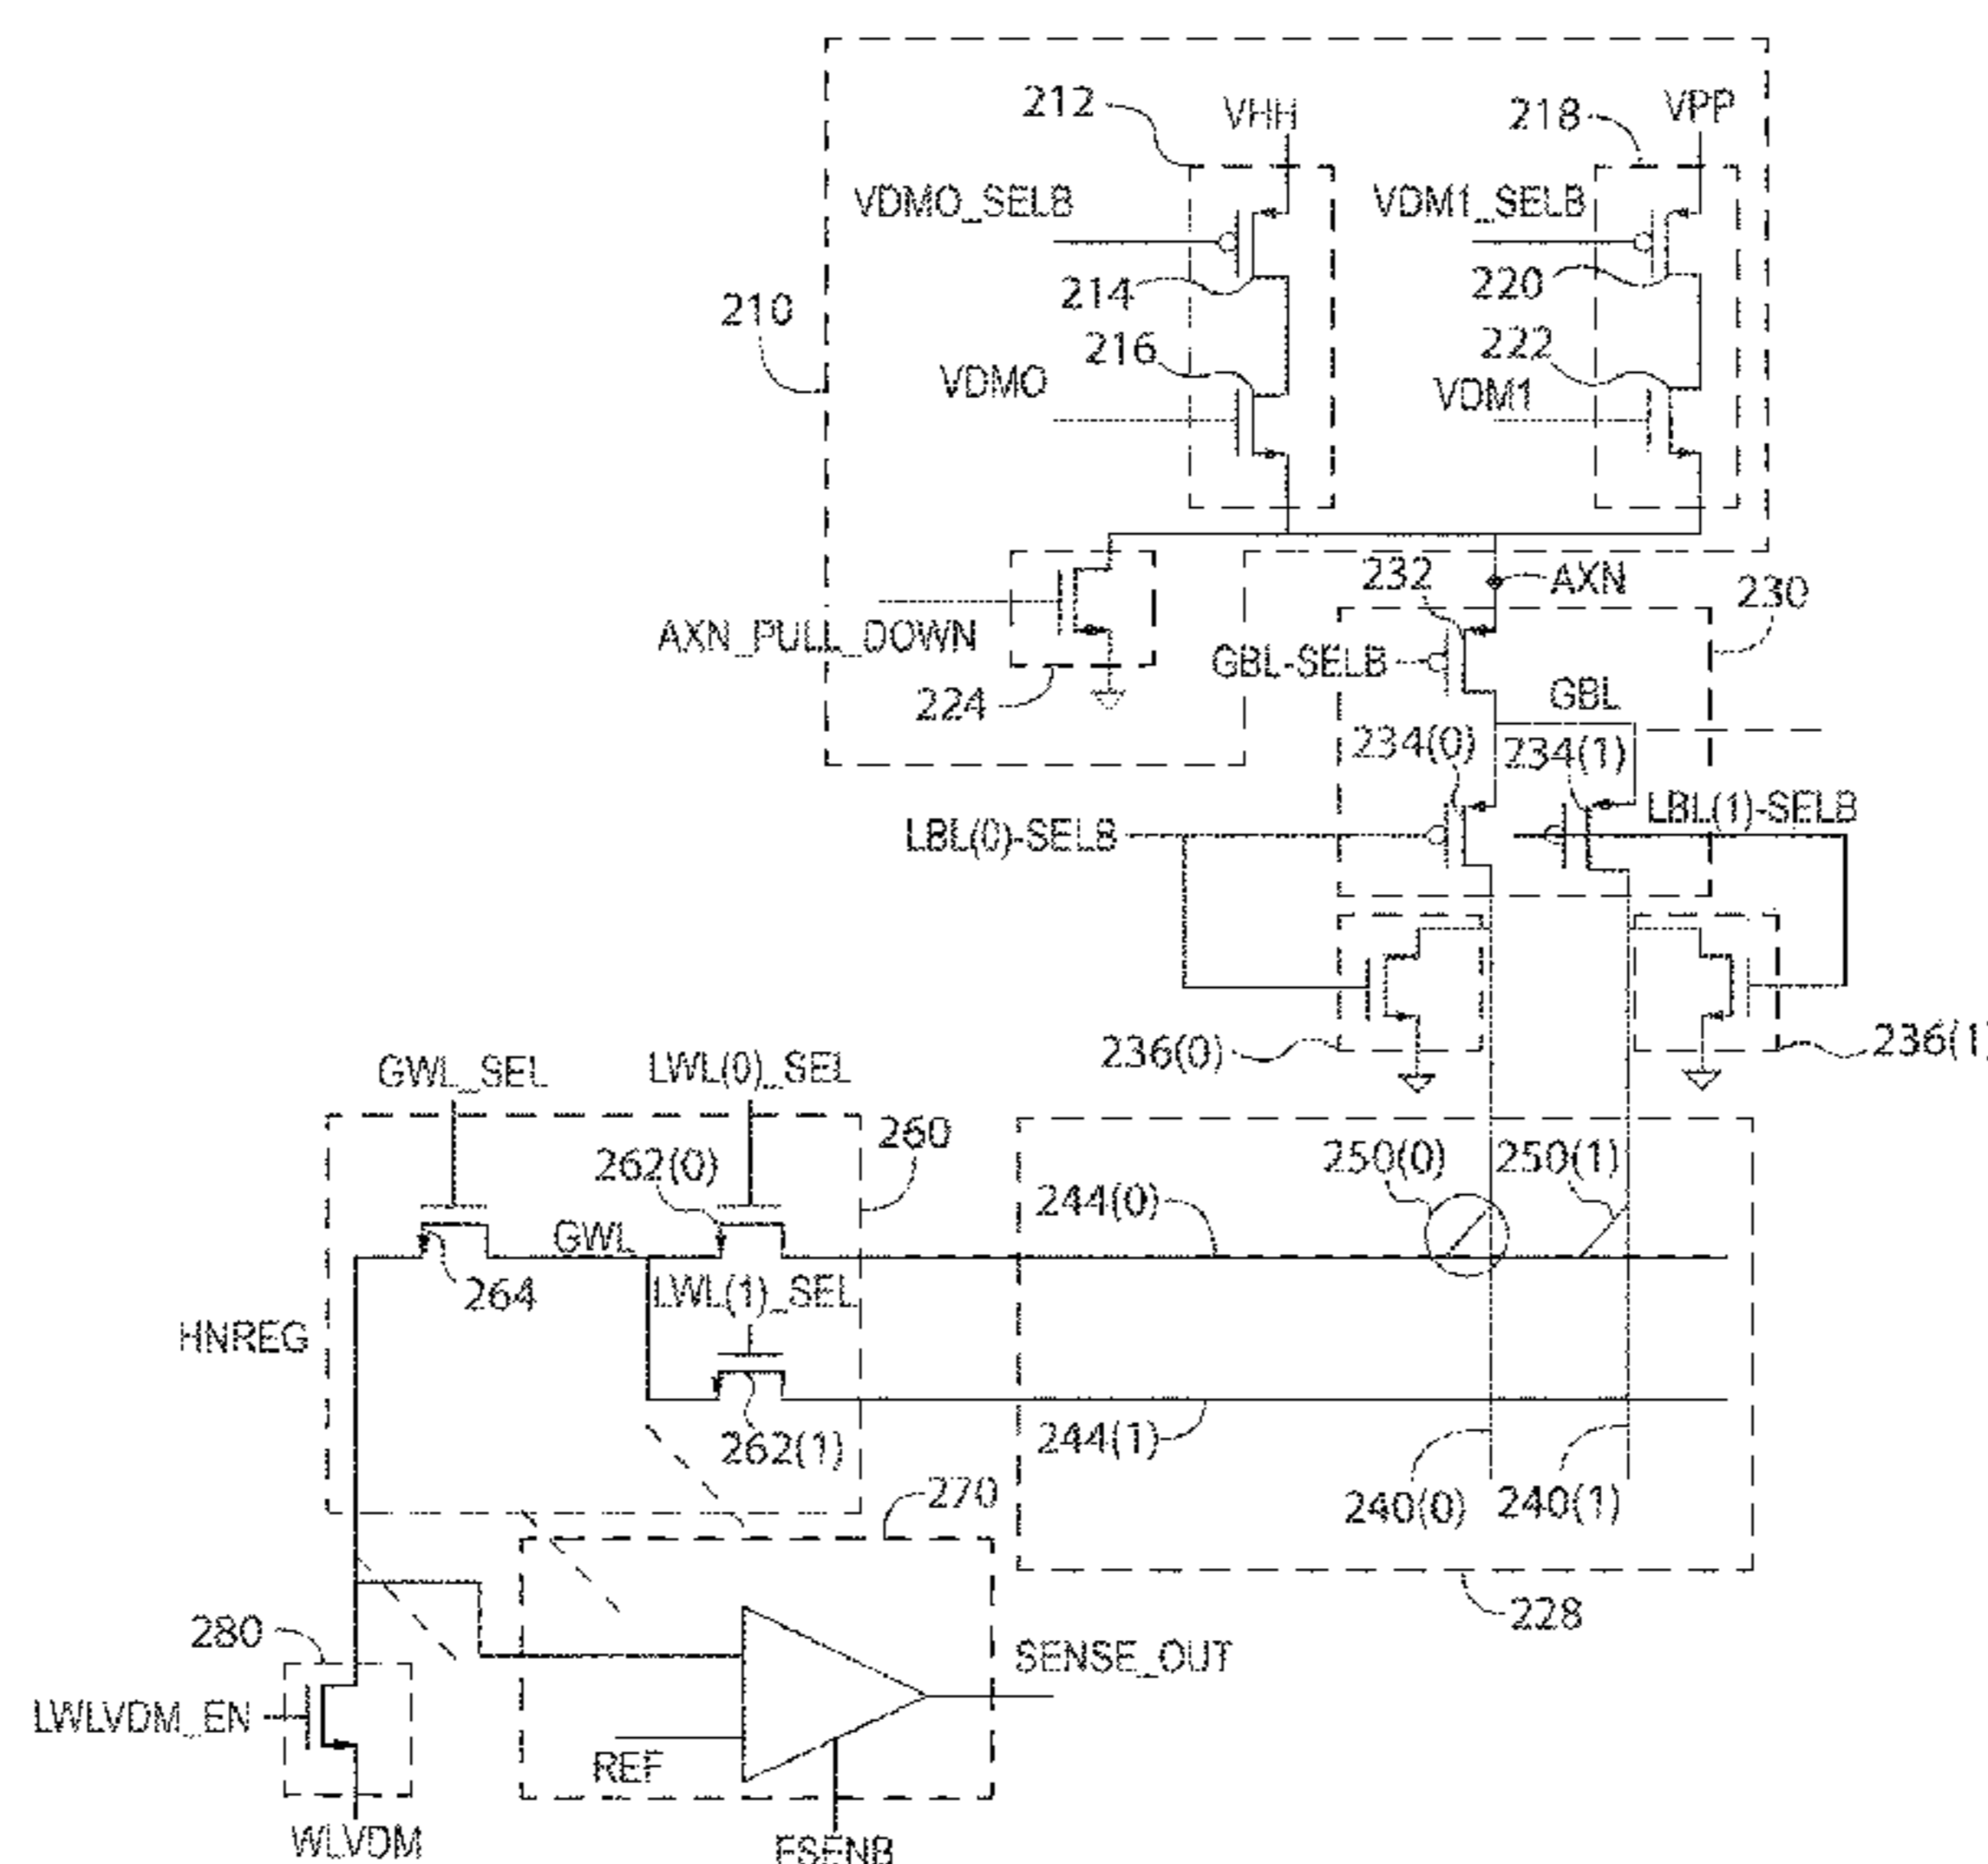 212
VHH
218
VPP
VDMO_SELB
VDM1_SELB
214
220
210
216
222
VDMO
VDM1
232
AXN
230
AXN_PULL_DOWN
GBL-SELB
224
GBL
234(0)
234(1)
LBL(0)-SELB
LBL(1)-SELB
236(0)
236(1)
GWL_SEL
LWL(0)_SEL
260
262(0)
250(0)
250(1)
244(0)
GWL
264
LWL(1)_SEL
HNREG
262(1)
244(1)
270
240(0)
240(1)
280
228
SENSE_OUT
LWLVDM_EN
REF
WLVDM
FSENB